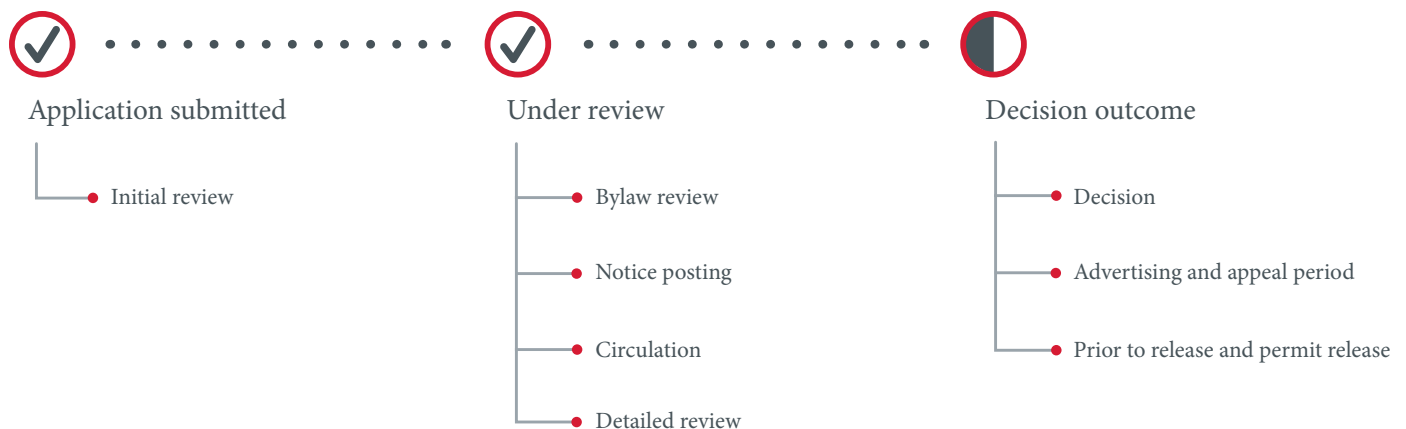 Application submitted
Initial review
Under review
Bylaw review
Notice posting
Circulation
Detailed review
Decision outcome
Decision
Advertising and appeal period
Prior to release and permit release